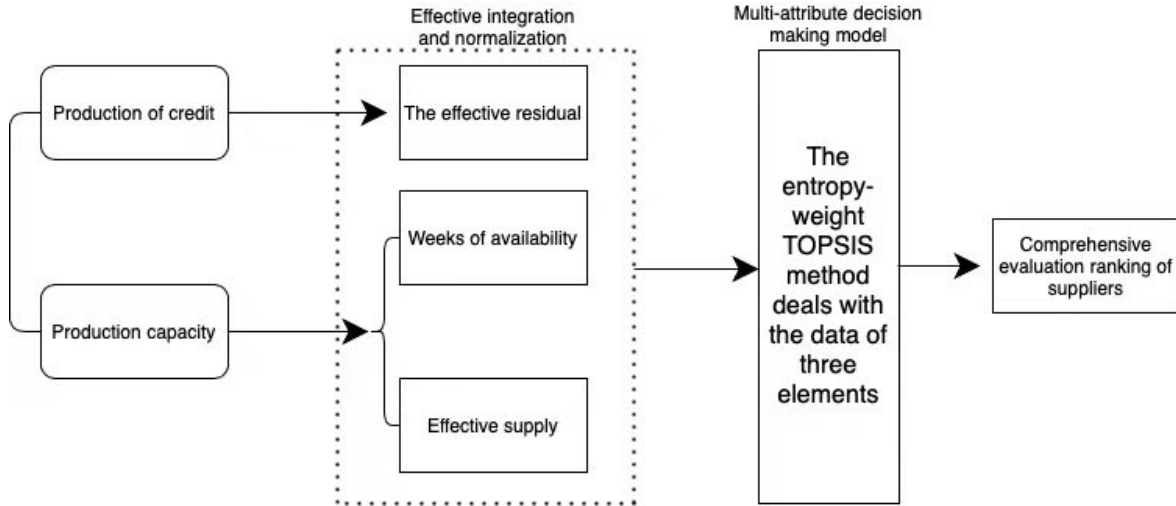 Effective integration
and normalization
Multi-attribute decision
making model
Production of credit
The effective residual
Weeks of availability
Production capacity
Effective supply
The
entropy-
weight
TOPSIS
method
deals with
the data of
three
elements
Comprehensive
evaluation ranking of
suppliers